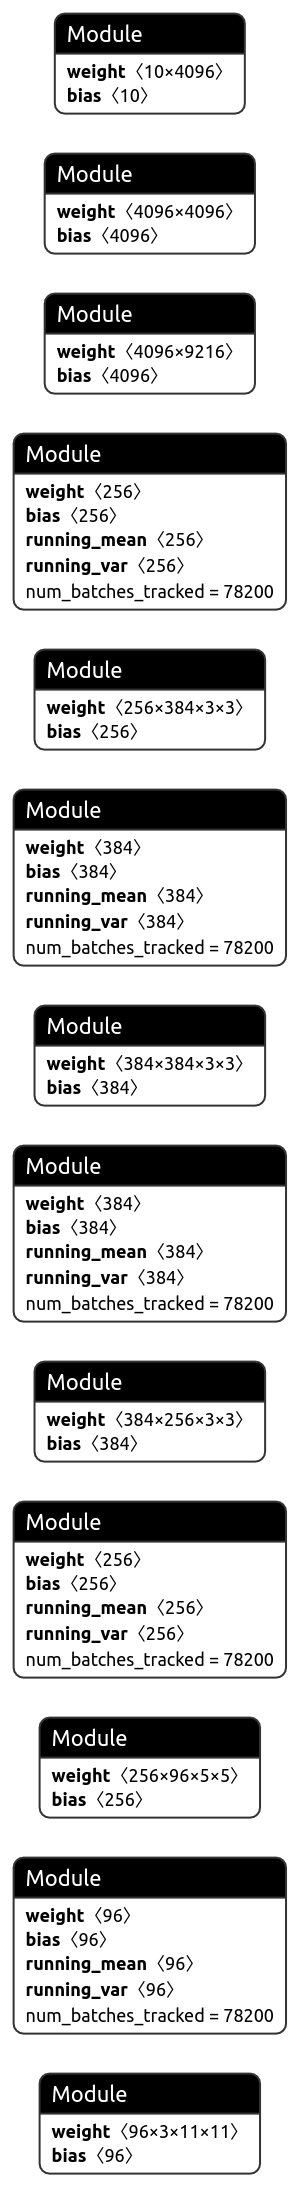 Module
weight〈10×4096〉
bias〈10〉
Module
weight〈4096×4096〉
bias〈4096〉
Module
weight〈4096×9216〉
bias〈4096〉
Module
weight〈256〉
bias〈256〉
running_mean〈256〉
running_var〈256〉
num_batches_tracked = 78200
Module
weight〈256×384×3×3〉
bias〈256〉
Module
weight〈384〉
bias〈384〉
running_mean〈384〉
running_var〈384〉
num_batches_tracked = 78200
Module
weight〈384×384×3×3〉
bias〈384〉
Module
weight〈384〉
bias〈384〉
running_mean〈384〉
running_var〈384〉
num_batches_tracked = 78200
Module
weight〈384×256×3×3〉
bias〈384〉
Module
weight〈256〉
bias〈256〉
running_mean〈256〉
running_var〈256〉
num_batches_tracked = 78200
Module
weight〈256×96×5×5〉
bias〈256〉
Module
weight〈96〉
bias〈96〉
running_mean〈96〉
running_var〈96〉
num_batches_tracked = 78200
Module
weight〈96×3×11×11〉
bias〈96〉